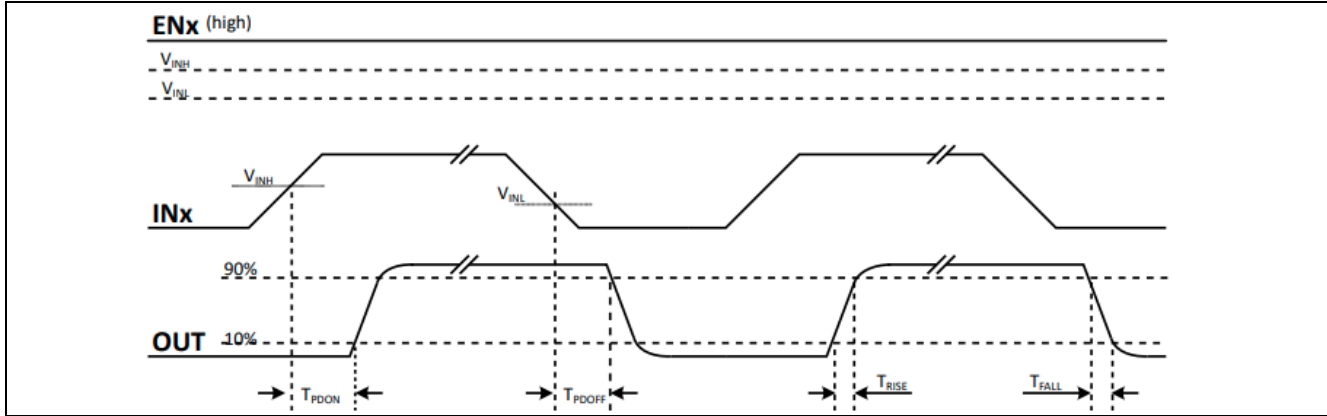 ENx (high)
VINH
VINL
VINH
VINL
INx
90%
OUT 10%
TPDON TPDOFF TRISE TFALL